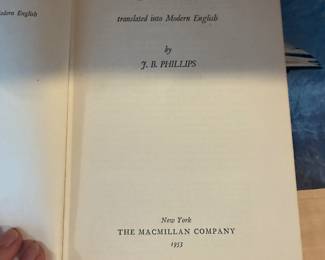 Modern English
translated into Modern English
by
J. B. PHILLIPS
New York
THE MACMILLAN COMPANY
1953